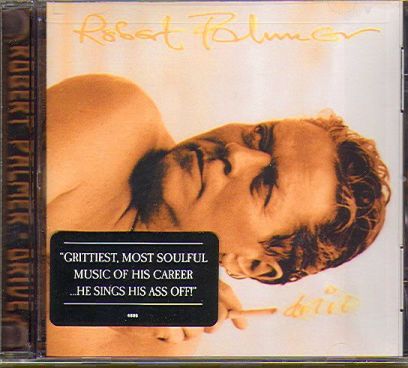 Robert Palmer
ROBERT PALMER DRIVE
"GRITTIEST, MOST SOULFUL
MUSIC OF HIS CAREER
...HE SINGS HIS ASS OFF!"
drive